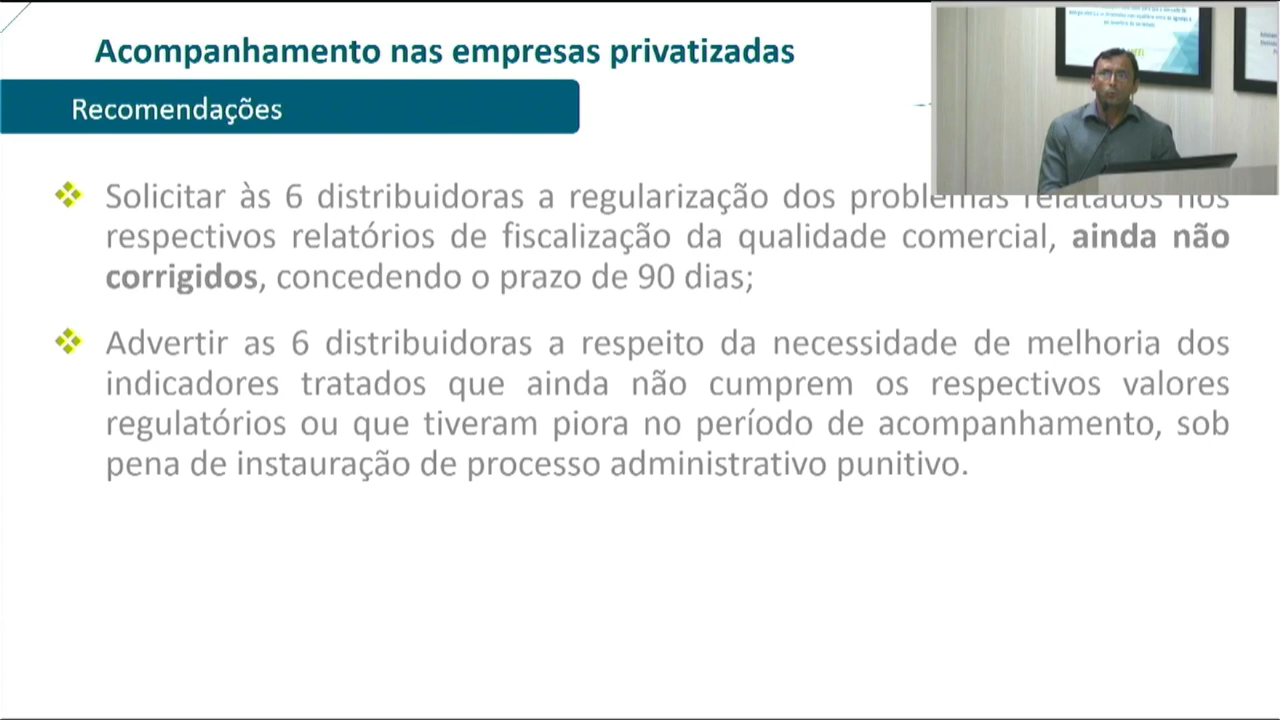 Acompanhamento nas empresas privatizadas
Recomendações
Solicitar às 6 distribuidoras a regularização dos problemas relatados nos
respectivos relatórios de fiscalização da qualidade comercial, ainda não
corrigidos, concedendo o prazo de 90 dias;
Advertir as 6 distribuidoras a respeito da necessidade de melhoria dos
indicadores tratados que ainda não cumprem os respectivos valores
regulatórios ou que tiveram piora no período de acompanhamento, sob
pena de instauração de processo administrativo punitivo.